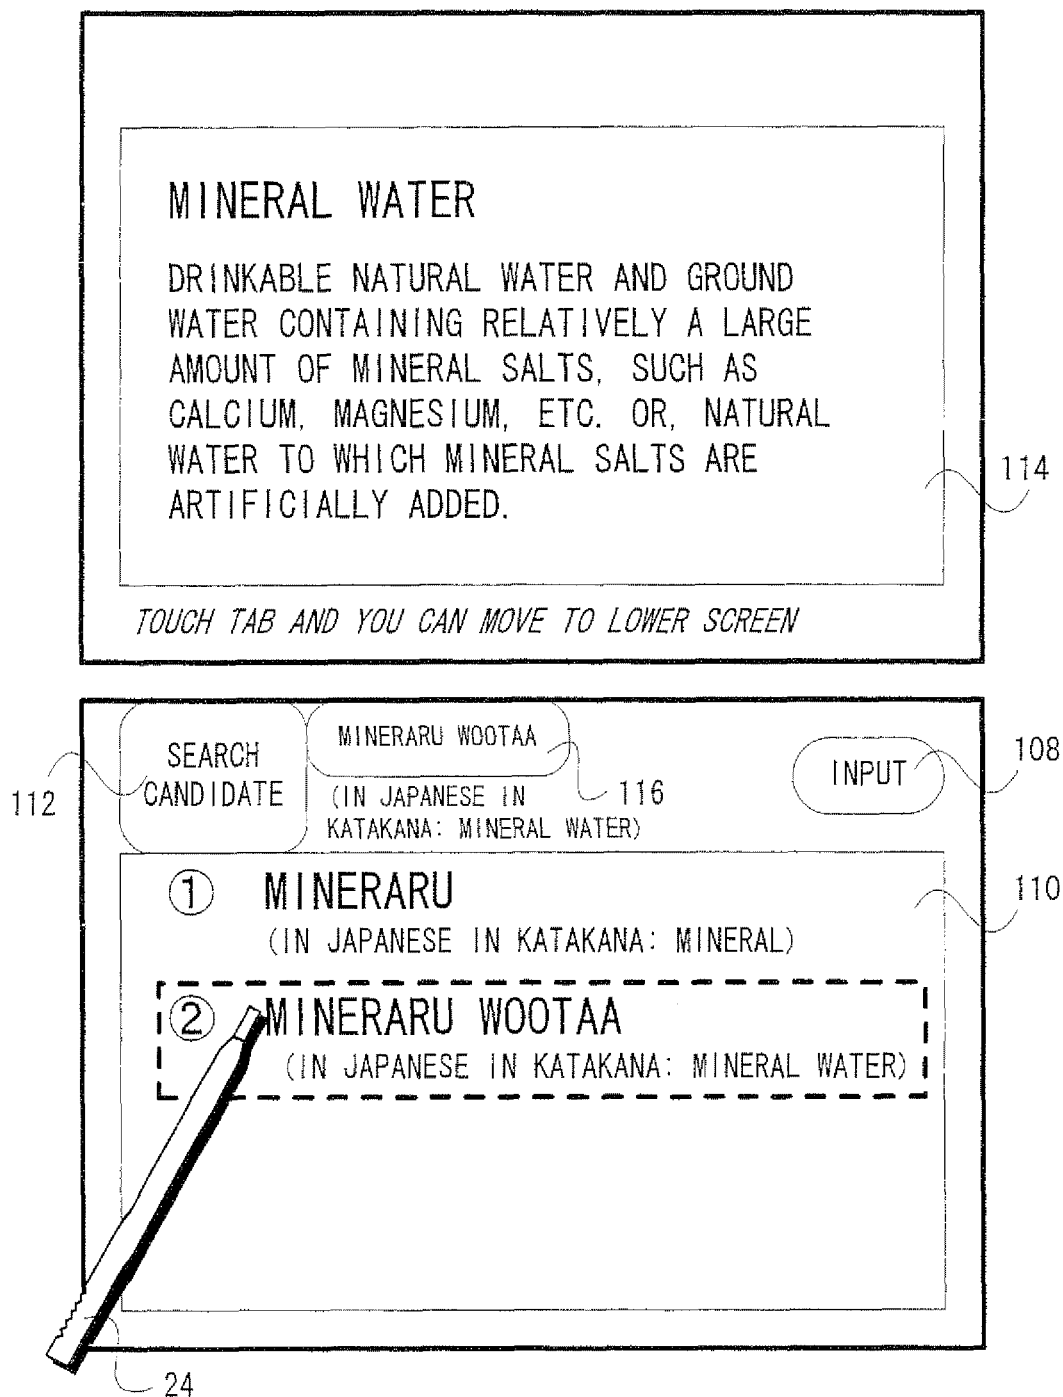 MINERAL WATER
DRINKABLE NATURAL WATER AND GROUND
WATER CONTAINING RELATIVELY A LARGE
AMOUNT OF MINERAL SALTS, SUCH AS
CALCIUM, MAGNESIUM, ETC. OR, NATURAL
WATER TO WHICH MINERAL SALTS ARE
ARTIFICIALLY ADDED.
114
TOUCH TAB AND YOU CAN MOVE TO LOWER SCREEN
112
SEARCH
CANDIDATE
MINERARU WOOTAA
116
(IN JAPANESE IN
KATAKANA: MINERAL WATER)
INPUT
108
110
① MINERARU
(IN JAPANESE IN KATAKANA: MINERAL)
② MINERARU WOOTAA
(IN JAPANESE IN KATAKANA: MINERAL WATER)
24